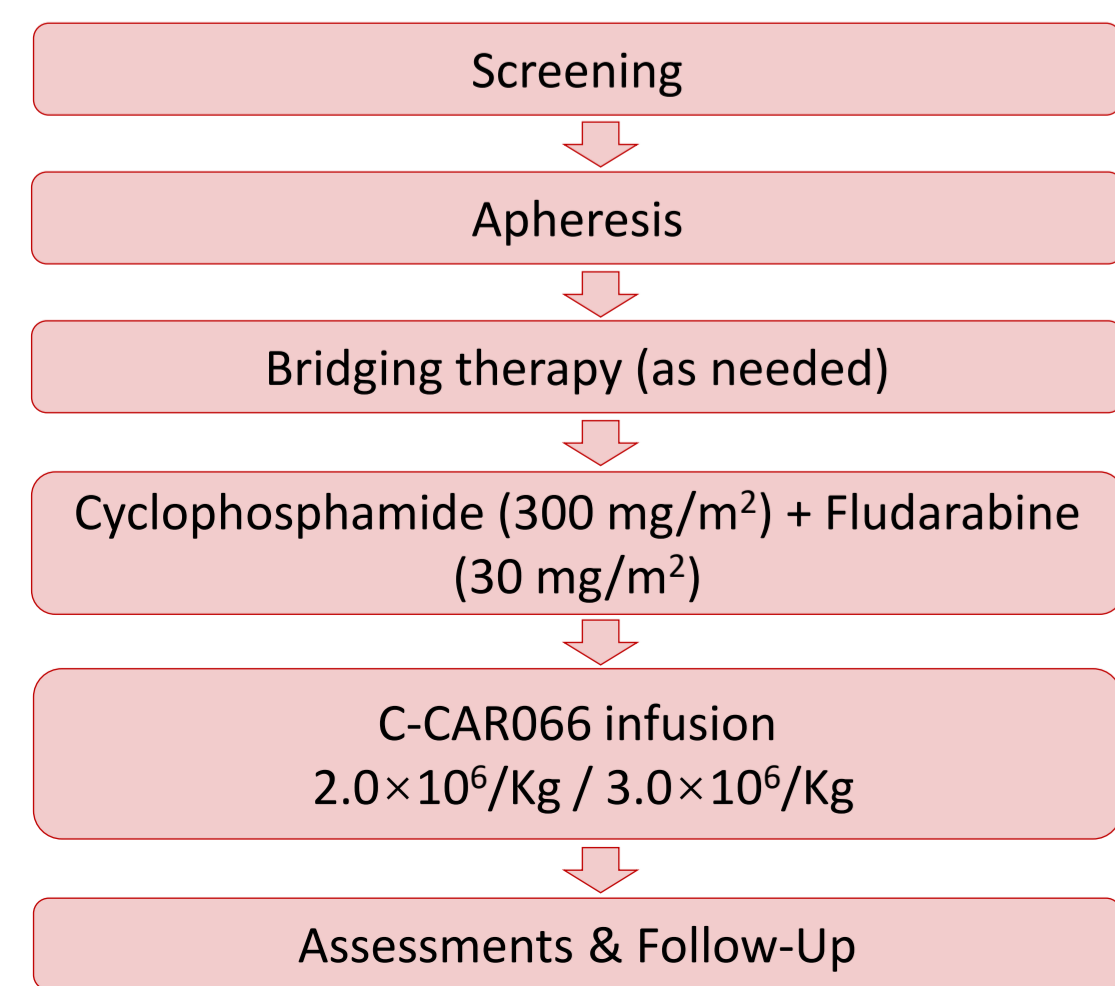 Screening
Apheresis
Bridging therapy (as needed)
Cyclophosphamide (300 mg/m²) + Fludarabine
(30 mg/m²)
C-CAR066 infusion
2.0×10⁶/Kg / 3.0×10⁶/Kg
Assessments & Follow-Up